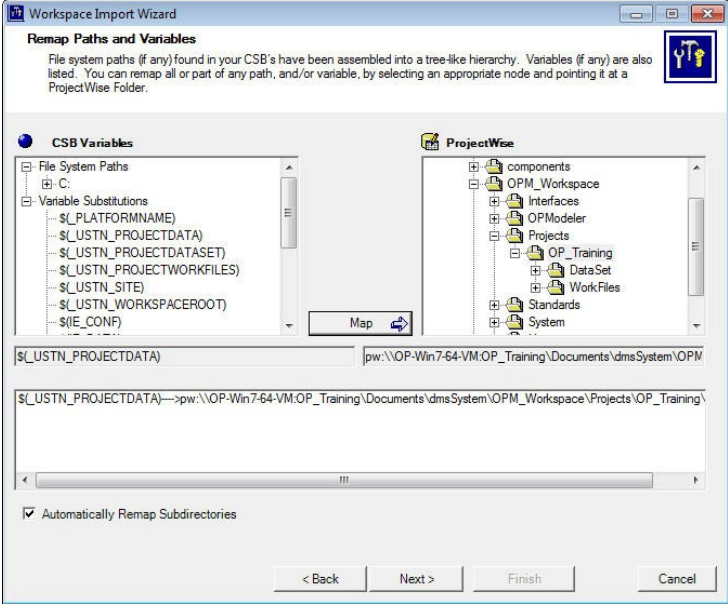 Workspace Import Wizard
Remap Paths and Variables
File system paths (if any) found in your CSB's have been assembled into a tree-like hierarchy. Variables (if any) are also
listed. You can remap all or part of any path, and/or variable, by selecting an appropriate node and pointing it at a
ProjectWise Folder.
CSB Variables
File System Paths
C:
Variable Substitutions
$(_PLATFORMNAME)
$(_USTN_PROJECTDATA)
$(_USTN_PROJECTDATASET)
$(_USTN_PROJECTWORKFILES)
$(_USTN_SITE)
$(_USTN_WORKSPACEROOT)
$(IE_CONF)
Map
ProjectWise
components
OPM_Workspace
Interfaces
OPModeler
Projects
OP_Training
DataSet
WorkFiles
Standards
System
$(_USTN_PROJECTDATA)
pw:\\OP-Win7-64-VM:OP_Training\Documents\dmsSystem\OPM
$(_USTN_PROJECTDATA)---->pw:\\OP-Win7-64-VM:OP_Training\Documents\dmsSystem\OPM_Workspace\Projects\OP_Training\
Automatically Remap Subdirectories
< Back
Next >
Finish
Cancel